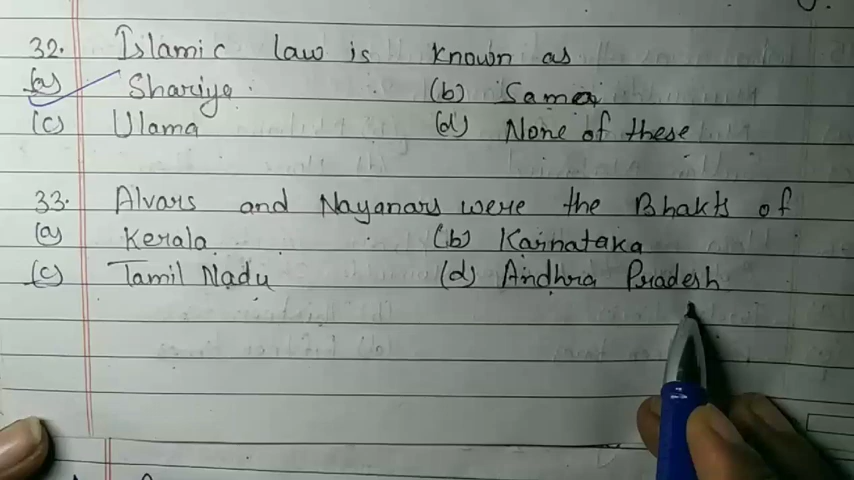 32. Islamic law is known as
(a) Shariya (b) Sama
(c) Ulama (d) None of these
33. Alvars and Nayanars were the Bhakts of
(a) Kerala (b) Karnataka
(c) Tamil Nadu (d) Andhra Pradesh